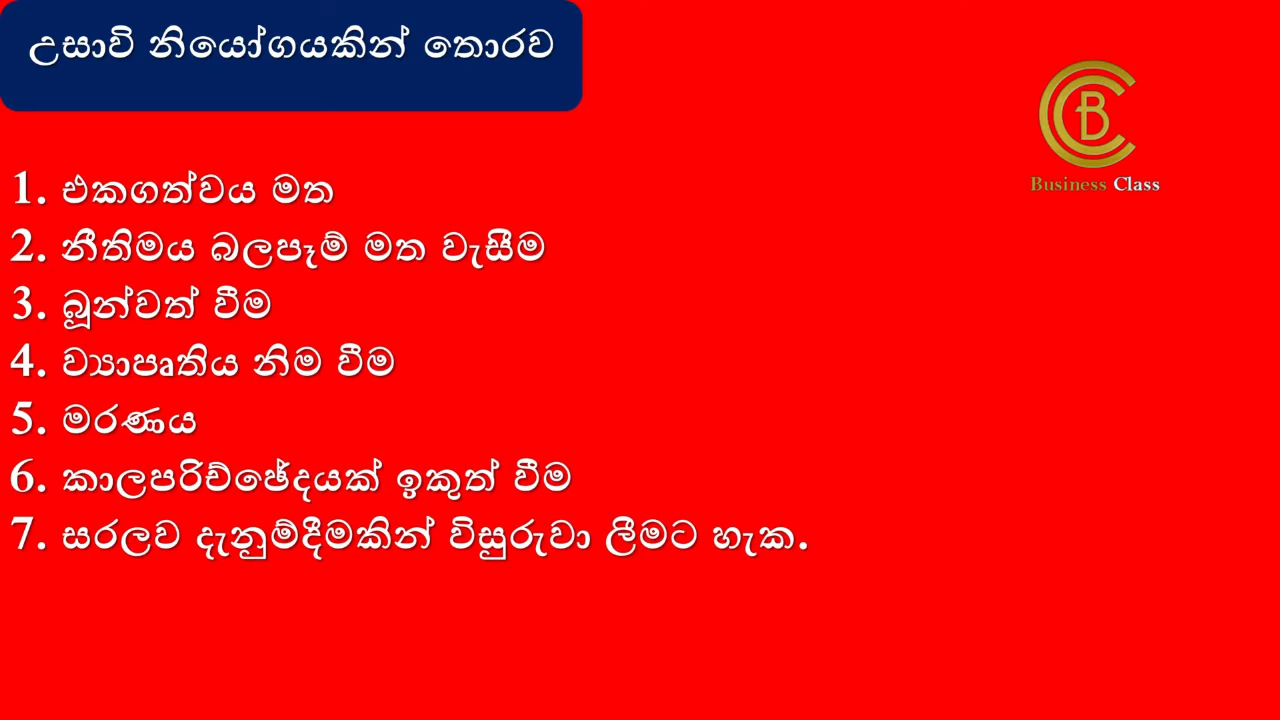 උසාවි නියෝගයකින් තොරව
Business Class
1. එකගත්වය මත
2. නීතිමය බලපෑම් මත වැසීම
3. බූන්වත් වීම
4. ව්‍යාපෘතිය නිම වීම
5. මරණය
6. කාලපරිච්ඡේදයක් ඉකුත් වීම
7. සරලව දැනුම්දීමකින් විසුරුවා ලීමට හැක.